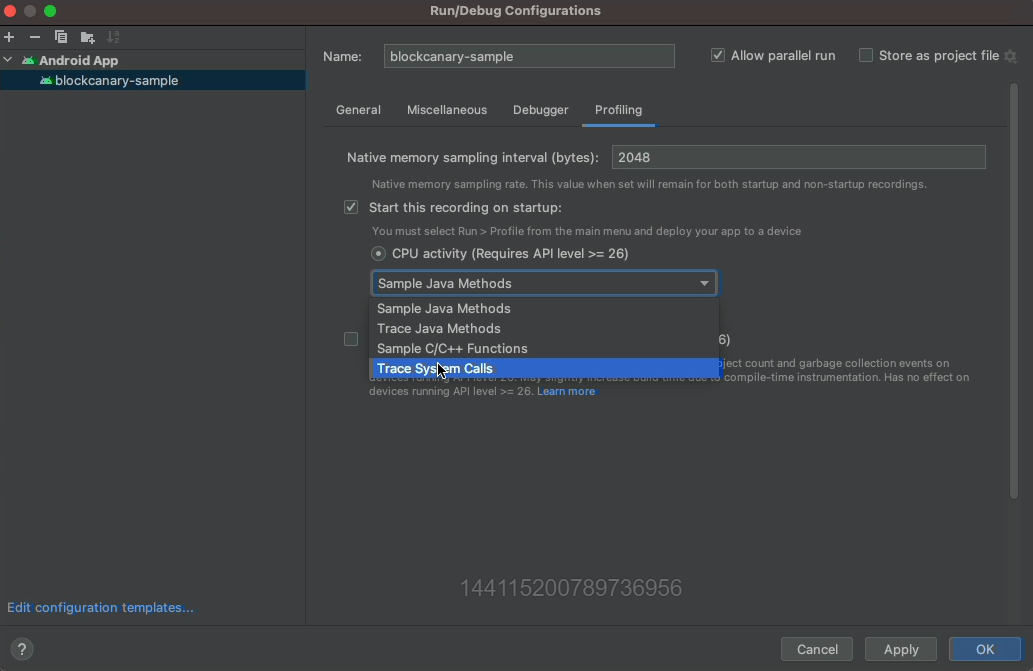 Run/Debug Configurations
Android App
blockcanary-sample
Name: blockcanary-sample Allow parallel run Store as project file
General Miscellaneous Debugger Profiling
Native memory sampling interval (bytes): 2048
Native memory sampling rate. This value when set will remain for both startup and non-startup recordings.
Start this recording on startup:
You must select Run > Profile from the main menu and deploy your app to a device
CPU activity (Requires API level >= 26)
Sample Java Methods
Sample Java Methods
Trace Java Methods
Sample C/C++ Functions
6)
Trace System Calls
ject count and garbage collection events on
devices running API level 26. May slightly increase build time due to compile-time instrumentation. Has no effect on
devices running API level >= 26. Learn more
144115200789736956
Edit configuration templates...
? Cancel Apply OK